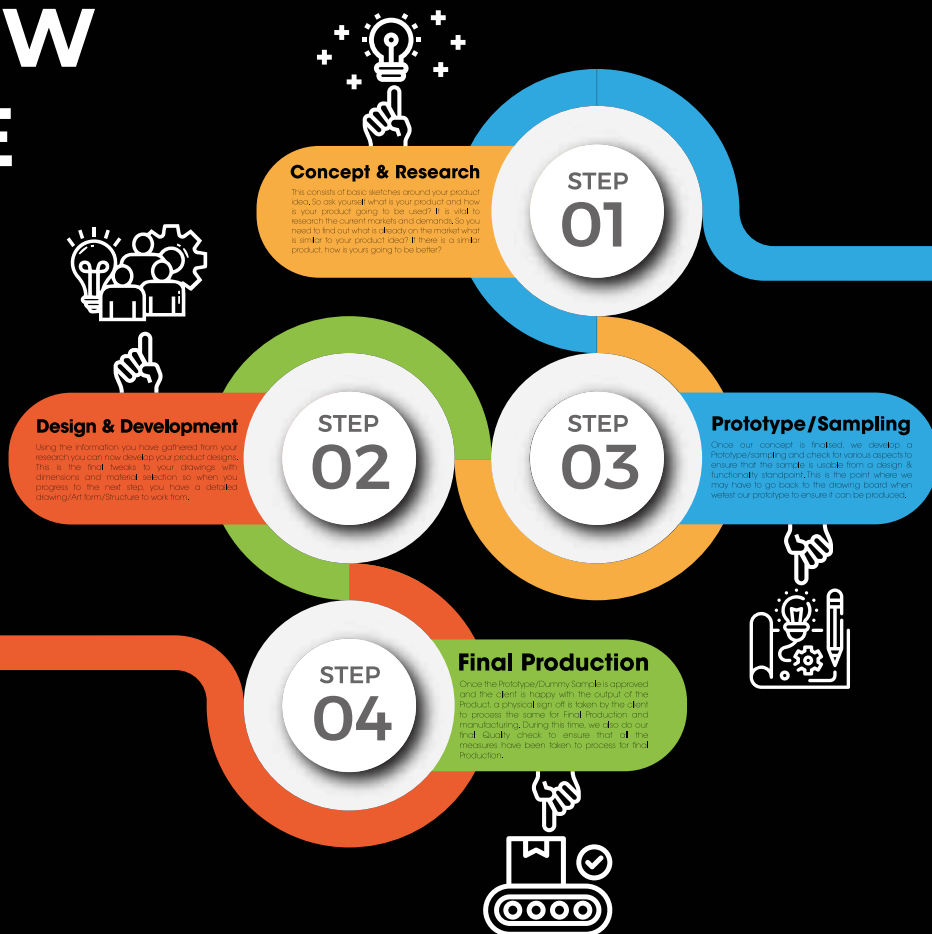 W
E
Concept & Research
This consists of basic sketches around your product
idea. So ask yourself what is your product and how
is your product going to be used? It is vital to
research the current markets and demands. So you
need to find out what is already on the market what
is similar to your product idea? If there is a similar
product, how is yours going to be better?
STEP
01
Design & Development
Using the information you have gathered from your
research you can now develop your product designs.
This is the final tweaks to your drawings with
dimensions and material selection so when you
progress to the next step, you have a detailed
drawing/Art form/Structure to work from.
STEP
02
STEP
03
Prototype/Sampling
Once our concept is finalised, we develop a
Prototype/sampling and check for various aspects to
ensure that the sample is usable from a design &
functionality standpoint. This is the point where we
may have to go back to the drawing board when
wetest our prototype to ensure it can be produced.
STEP
04
Final Production
Once the Prototype/Dummy Sample is approved
and the client is happy with the output of the
Product, a physical sign off is taken by the client
to process the same for Final Production and
manufacturing. During this time, we also do our
final Quality check to ensure that all the
measures have been taken to process for final
Production.